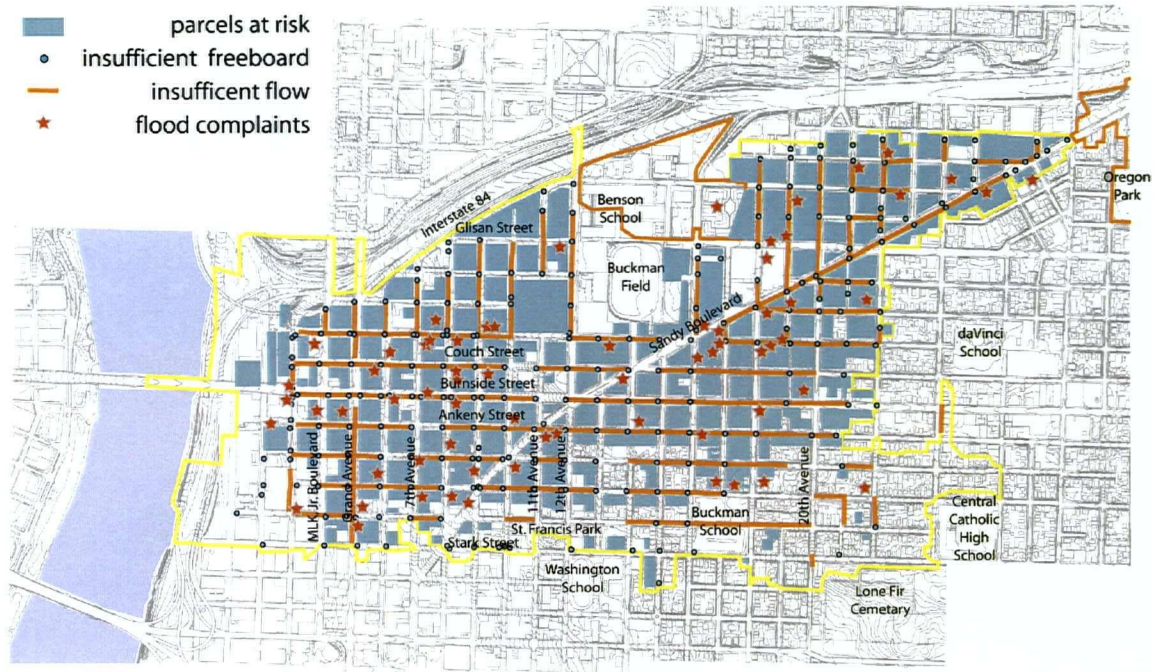 parcels at risk
insufficient freeboard
insufficent flow
flood complaints
Oregon
Park
Benson
School
Interstate 84
Glisan Street
Buckman
Field
Sandy Boulevard
daVinci
School
Couch Street
Burnside Street
Ankeny Street
MLK Jr. Boulevard
Grand Avenue
7th Avenue
11th Avenue
12th Avenue
20th Avenue
Buckman
School
St. Francis Park
Stark Street
Central
Catholic
High
School
Washington
School
Lone Fir
Cemetary